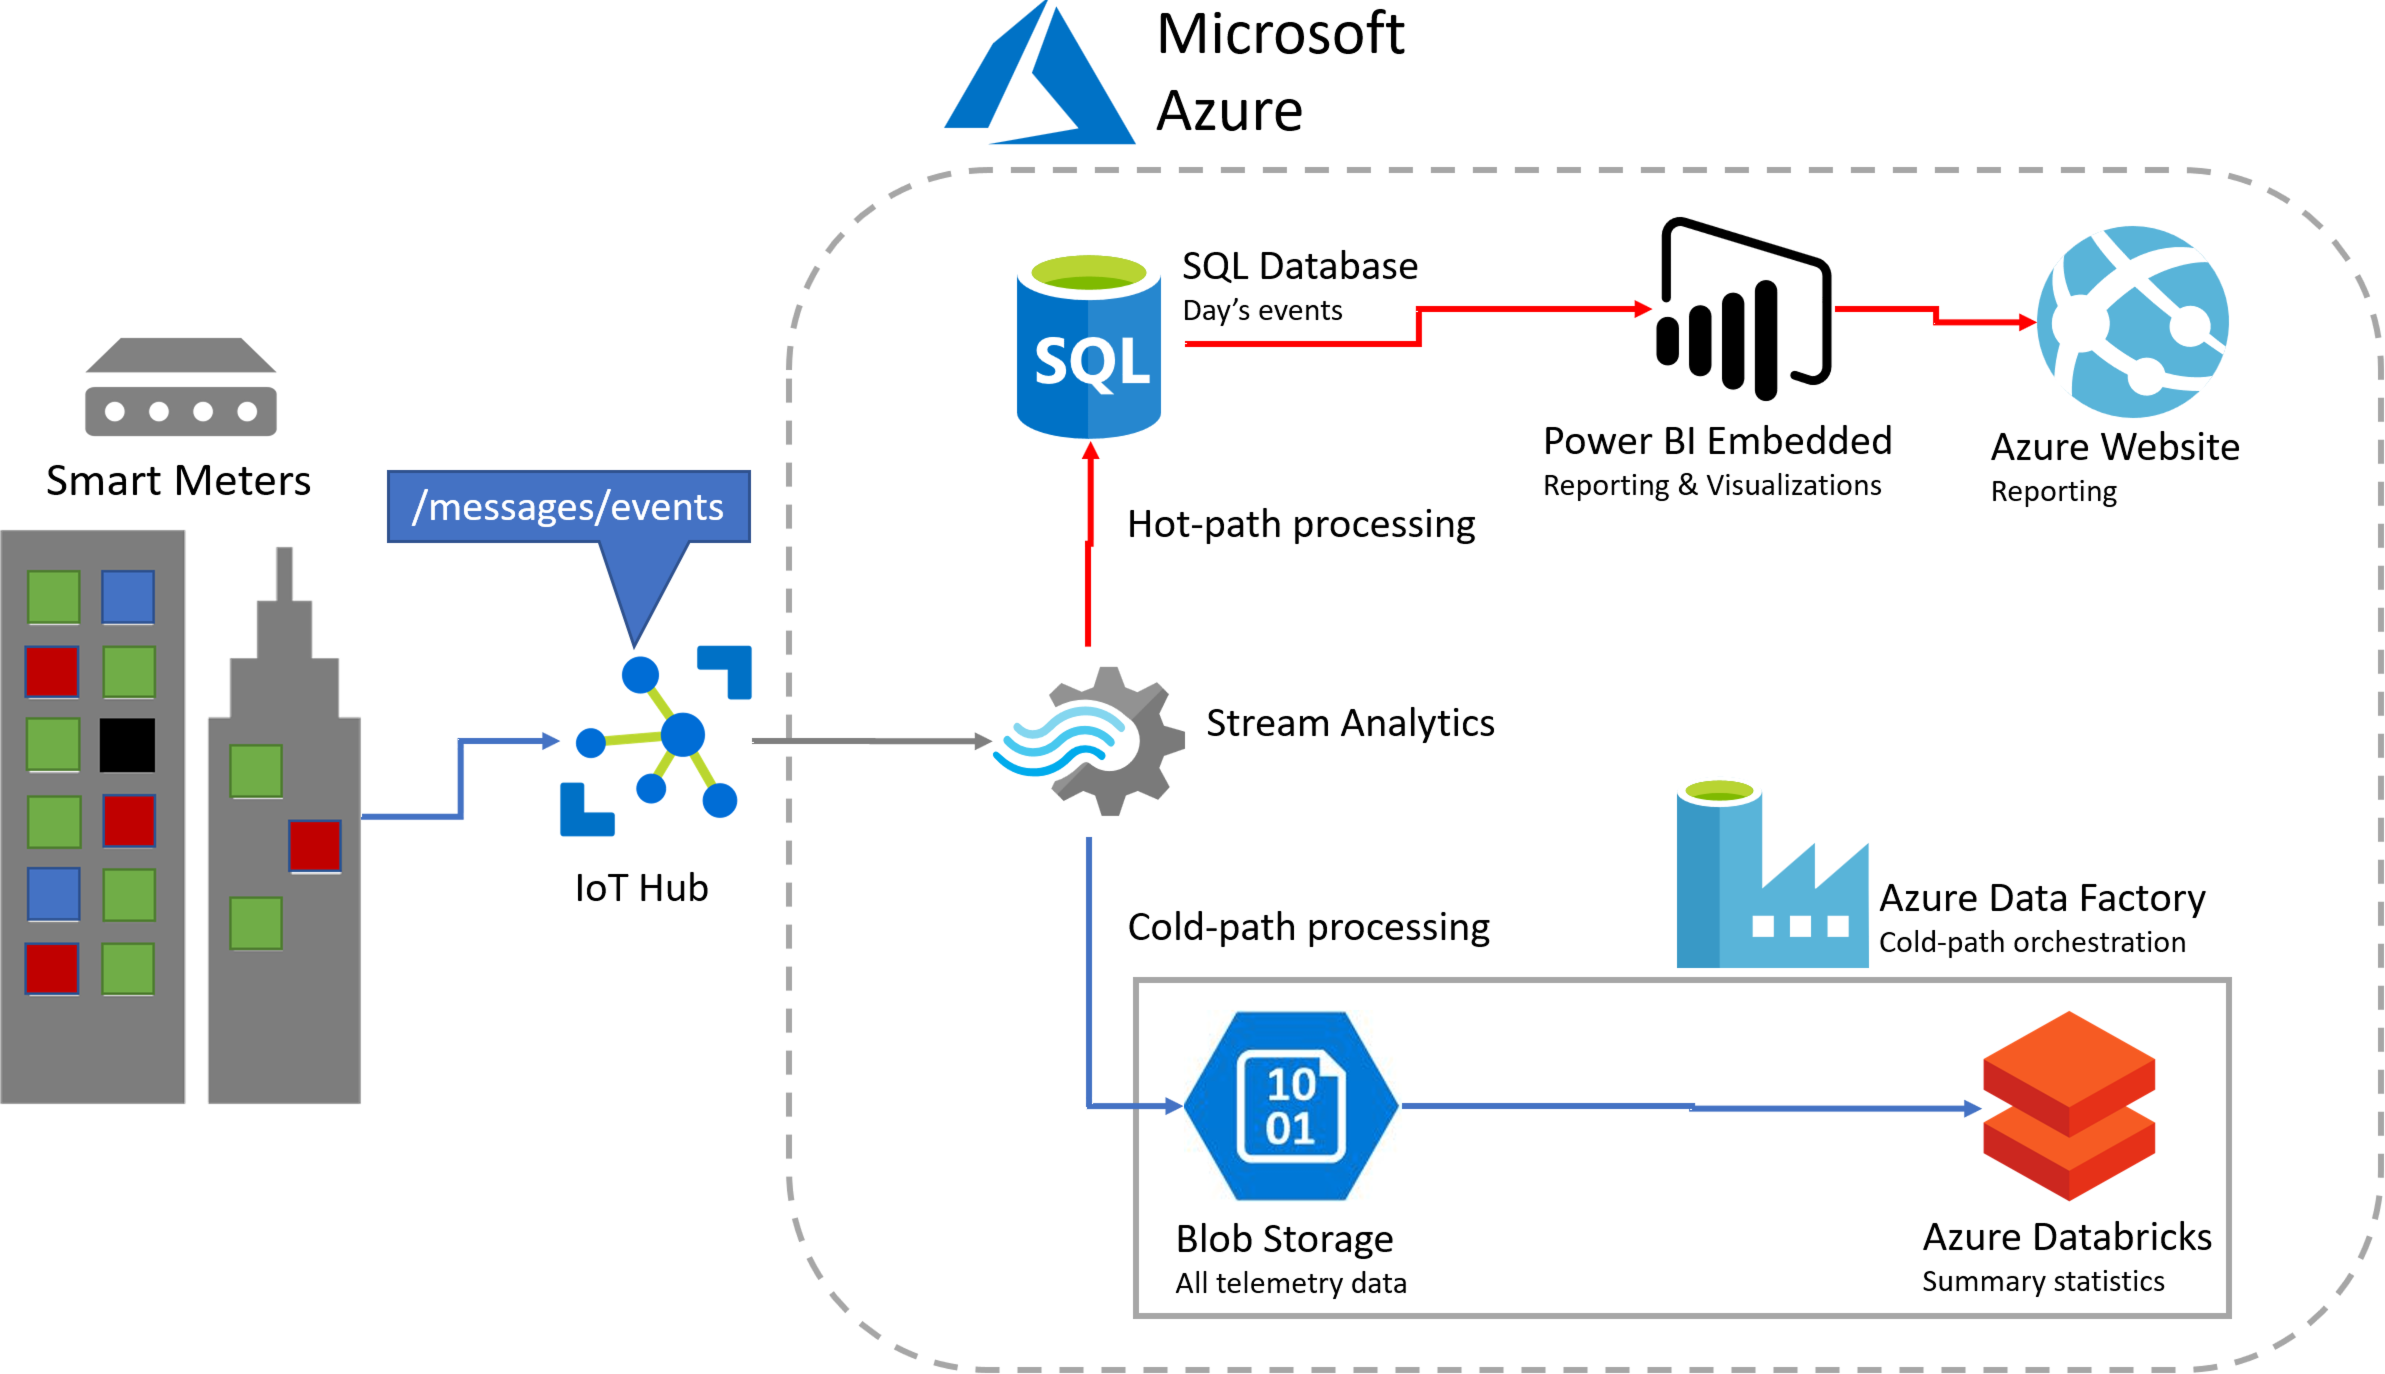 Microsoft
Azure
SQL Database
Day's events
SQL
Power BI Embedded
Reporting & Visualizations
Azure Website
Reporting
Smart Meters
/messages/events
Hot-path processing
IoT Hub
Stream Analytics
Cold-path processing
Azure Data Factory
Cold-path orchestration
10
01
Blob Storage
All telemetry data
Azure Databricks
Summary statistics